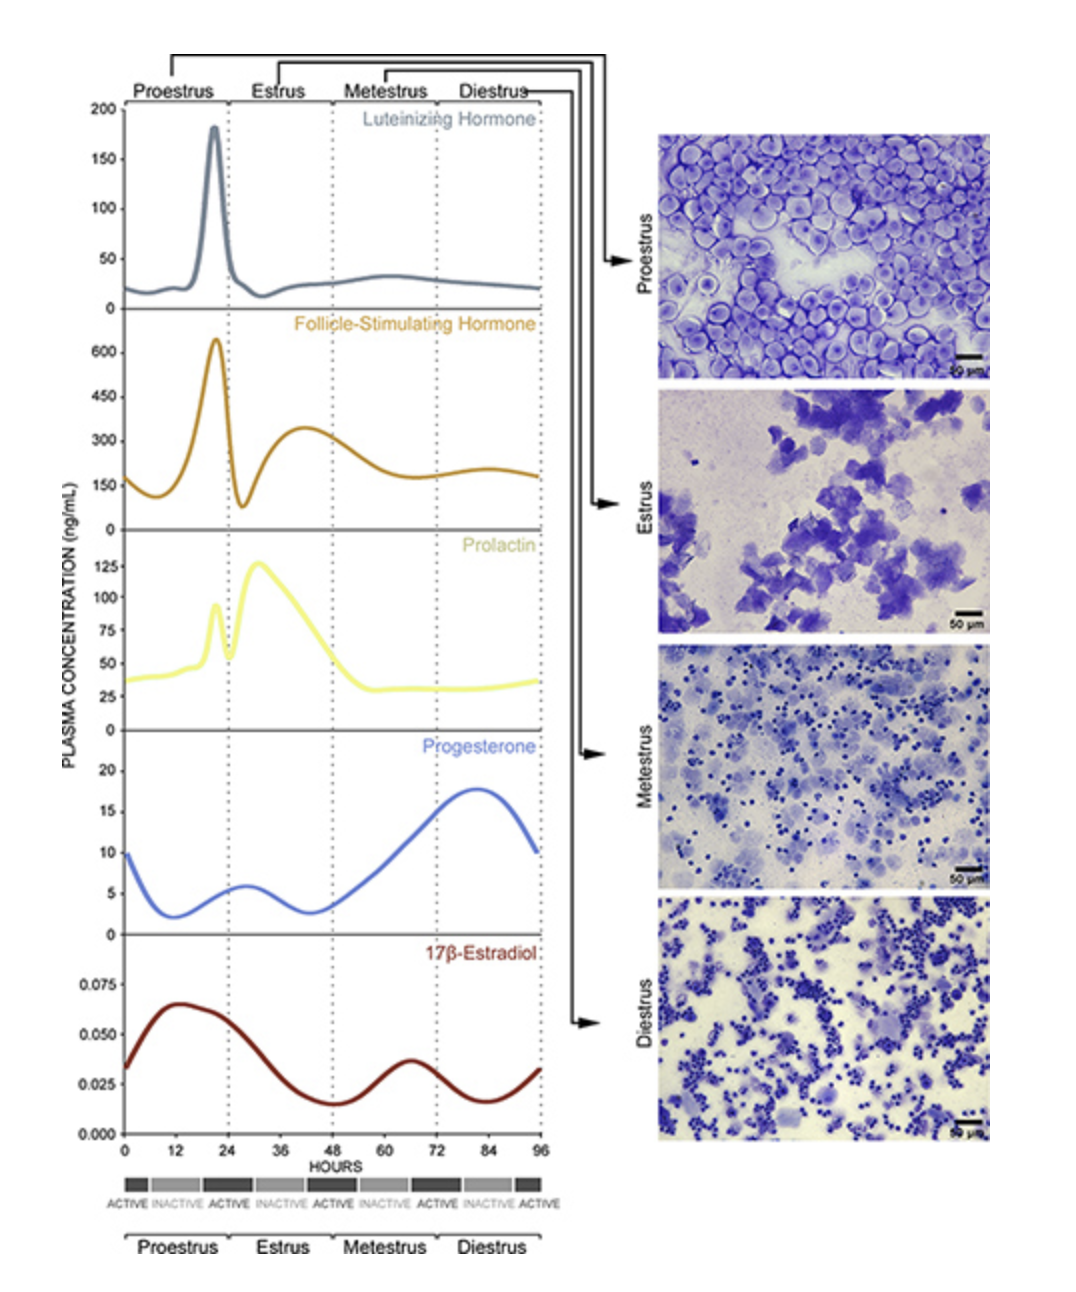 Proestrus Estrus Metestrus Diestrus
PLASMA CONCENTRATION (ng/mL)
Luteinizing Hormone
200
150
100
50
0
Follicle-Stimulating Hormone
600
450
300
150
0
Prolactin
125
100
75
50
25
0
Progesterone
20
15
10
5
0
17β-Estradiol
0.075
0.050
0.025
0.000
0 12 24 36 48 60 72 84 96
HOURS
ACTIVE INACTIVE ACTIVE INACTIVE ACTIVE INACTIVE ACTIVE INACTIVE ACTIVE
Proestrus Estrus Metestrus Diestrus
Proestrus
50 µm
Estrus
50 µm
Metestrus
50 µm
Diestrus
50 µm